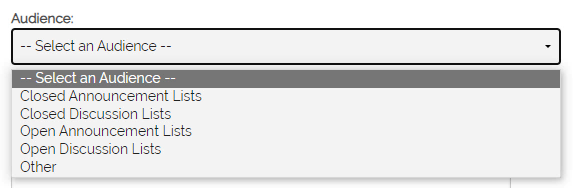 Audience:
-- Select an Audience --
-- Select an Audience --
Closed Announcement Lists
Closed Discussion Lists
Open Announcement Lists
Open Discussion Lists
Other